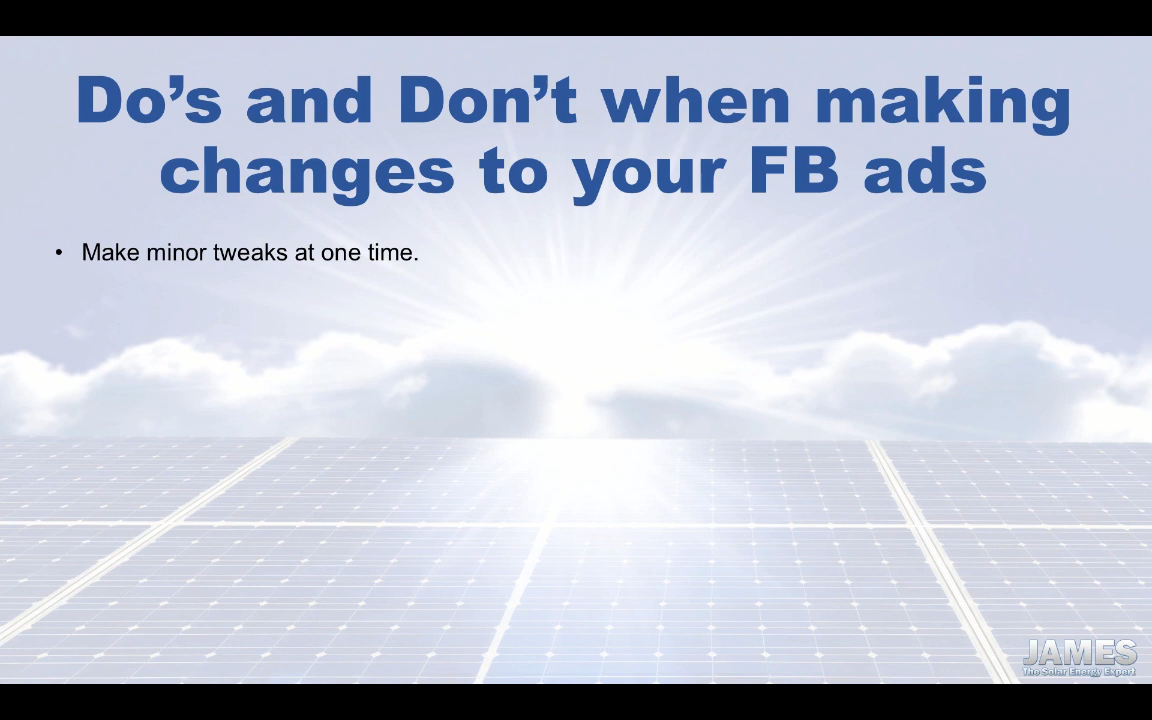 Do’s and Don’t when making
changes to your FB ads
• Make minor tweaks at one time.
JAMES
The Solar Energy Expert